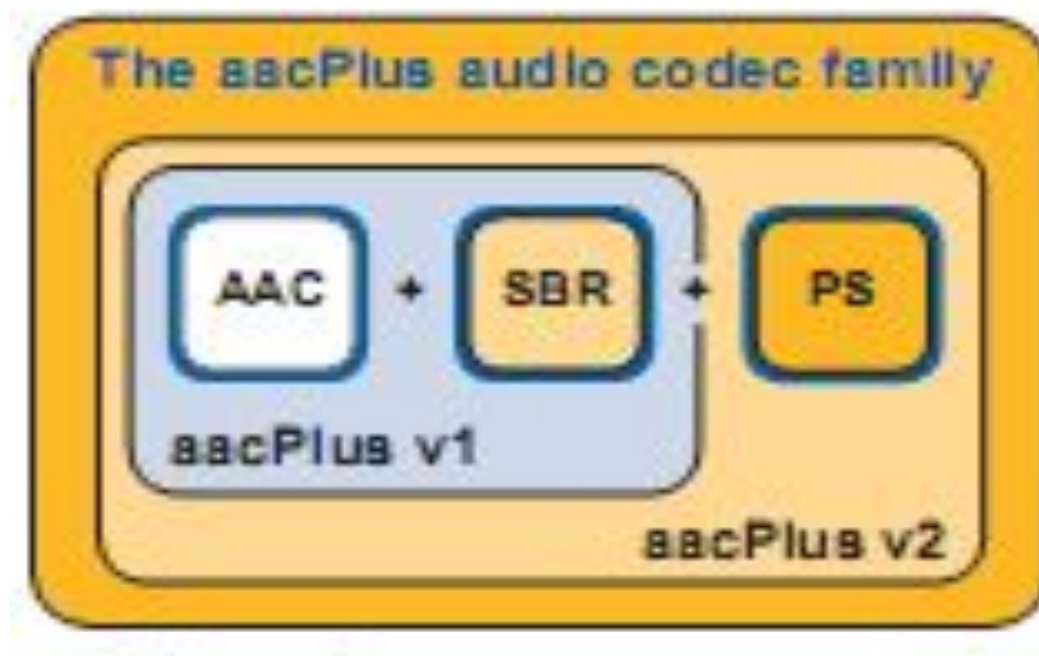 The aacPlus audio codec family
AAC + SBR + PS
aacPlus v1
aacPlus v2